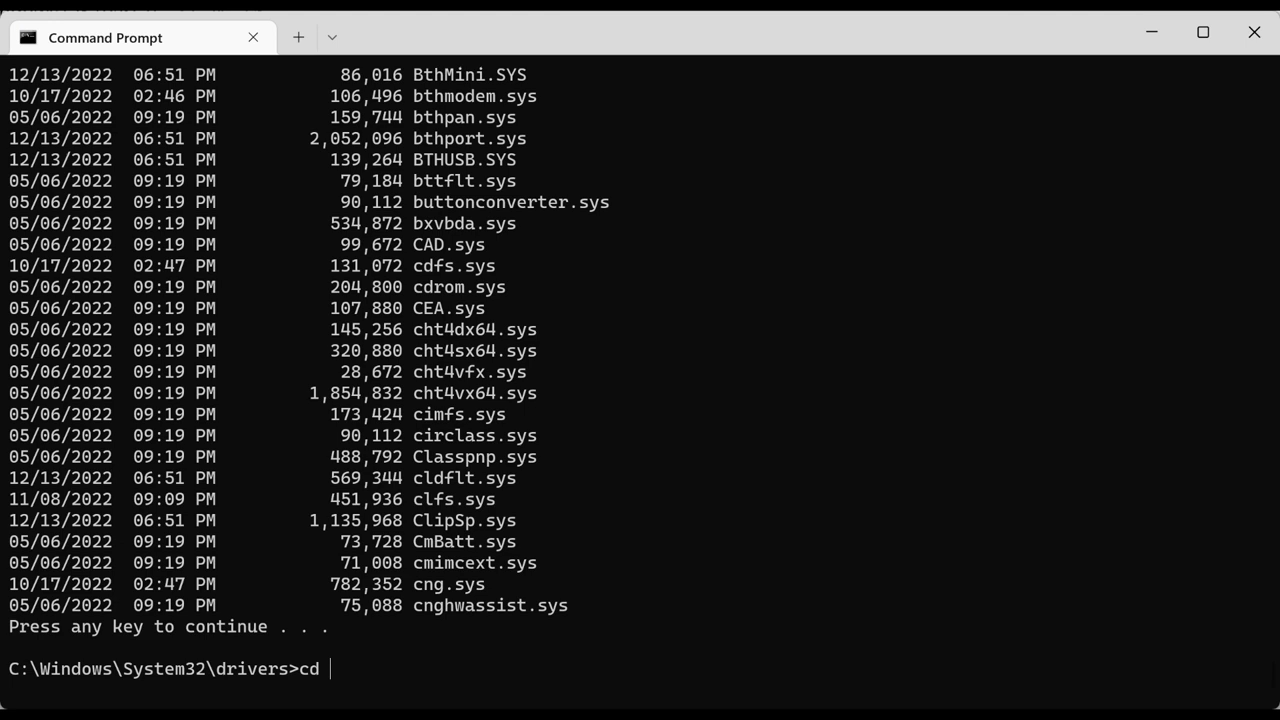 Command Prompt
12/13/2022  06:51 PM            86,016 BthMini.SYS
10/17/2022  02:46 PM           106,496 bthmodem.sys
05/06/2022  09:19 PM           159,744 bthpan.sys
12/13/2022  06:51 PM         2,052,096 bthport.sys
12/13/2022  06:51 PM           139,264 BTHUSB.SYS
05/06/2022  09:19 PM            79,184 bttflt.sys
05/06/2022  09:19 PM            90,112 buttonconverter.sys
05/06/2022  09:19 PM           534,872 bxvbda.sys
05/06/2022  09:19 PM            99,672 CAD.sys
10/17/2022  02:47 PM           131,072 cdfs.sys
05/06/2022  09:19 PM           204,800 cdrom.sys
05/06/2022  09:19 PM           107,880 CEA.sys
05/06/2022  09:19 PM           145,256 cht4dx64.sys
05/06/2022  09:19 PM           320,880 cht4sx64.sys
05/06/2022  09:19 PM            28,672 cht4vfx.sys
05/06/2022  09:19 PM         1,854,832 cht4vx64.sys
05/06/2022  09:19 PM           173,424 cimfs.sys
05/06/2022  09:19 PM            90,112 circlass.sys
05/06/2022  09:19 PM           488,792 Classpnp.sys
12/13/2022  06:51 PM           569,344 cldflt.sys
11/08/2022  09:09 PM           451,936 clfs.sys
12/13/2022  06:51 PM         1,135,968 ClipSp.sys
05/06/2022  09:19 PM            73,728 CmBatt.sys
05/06/2022  09:19 PM            71,008 cmimcext.sys
10/17/2022  02:47 PM           782,352 cng.sys
05/06/2022  09:19 PM            75,088 cnghwassist.sys
Press any key to continue . . .
C:\Windows\System32\drivers>cd